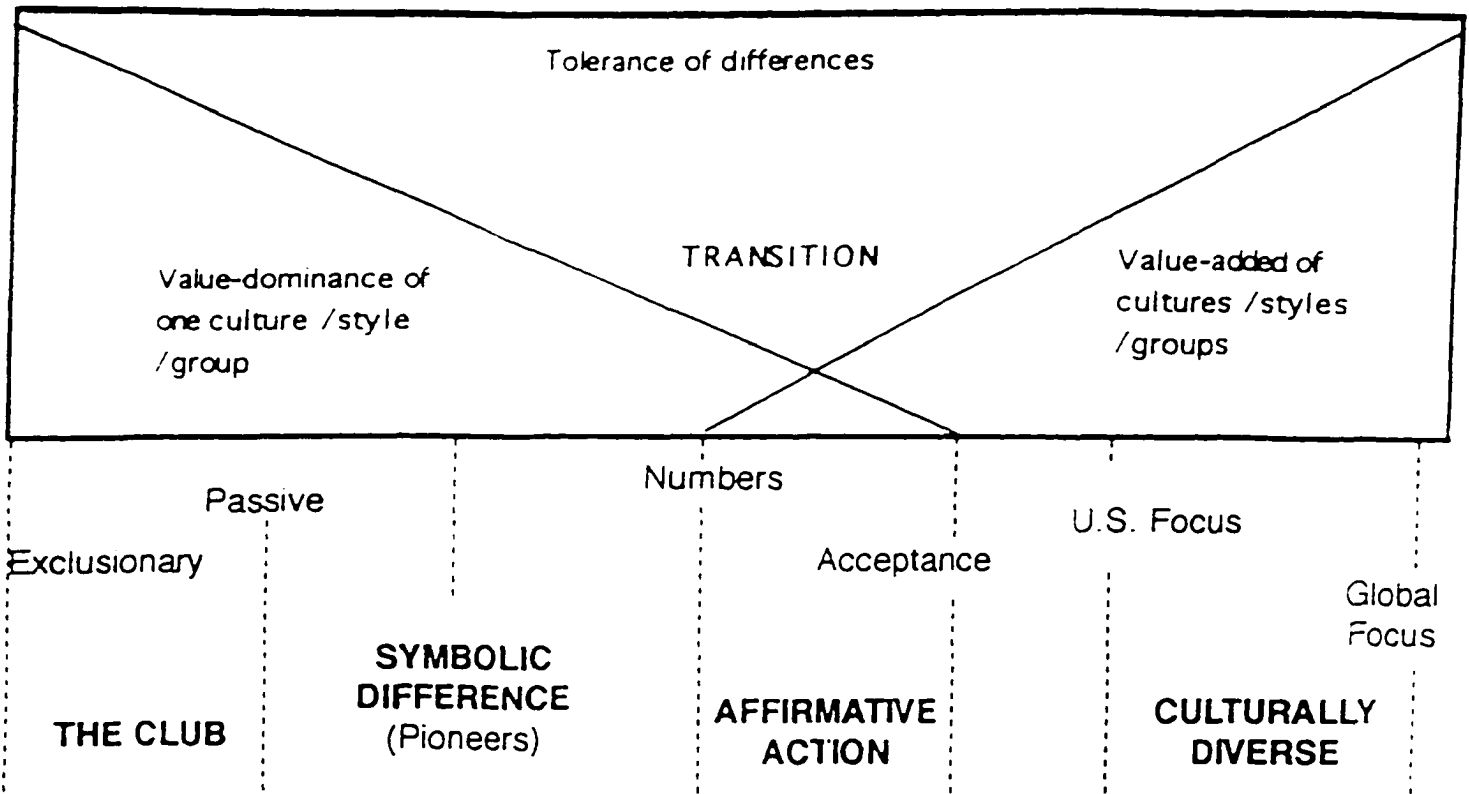 Tolerance of differences
TRANSITION
Value-dominance of
one culture /style
/group
Value-added of
cultures /styles
/groups
Numbers
Passive
U.S. Focus
Exclusionary
Acceptance
Global
Focus
SYMBOLIC
DIFFERENCE
(Pioneers)
THE CLUB
AFFIRMATIVE
ACTION
CULTURALLY
DIVERSE